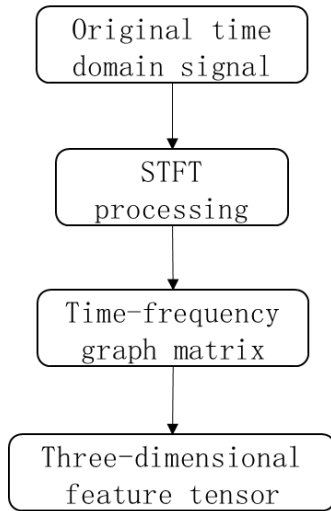 Original time
domain signal
STFT
processing
Time-frequency
graph matrix
Three-dimensional
feature tensor